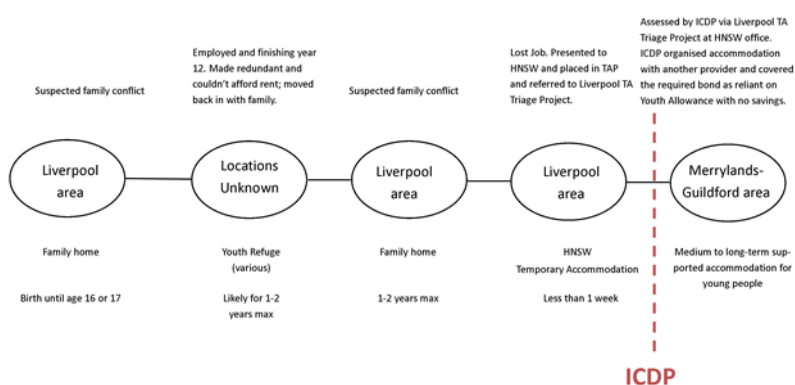 Suspected family conflict
Employed and finishing year
12. Made redundant and
couldn't afford rent; moved
back in with family.
Suspected family conflict
Lost Job. Presented to
HNSW and placed in TAP
and referred to Liverpool TA
Triage Project.
Assessed by ICDP via Liverpool TA
Triage Project at HNSW office.
ICDP organised accommodation
with another provider and covered
the required bond as reliant on
Youth Allowance with no savings.
Liverpool
area
Locations
Unknown
Liverpool
area
Liverpool
area
Merrylands-
Guildford area
Family home
Birth until age 16 or 17
Youth Refuge
(various)
Likely for 1-2
years max
Family home
1-2 years max
HNSW
Temporary Accommodation
Less than 1 week
Medium to long-term sup-
ported accommodation for
young people
ICDP